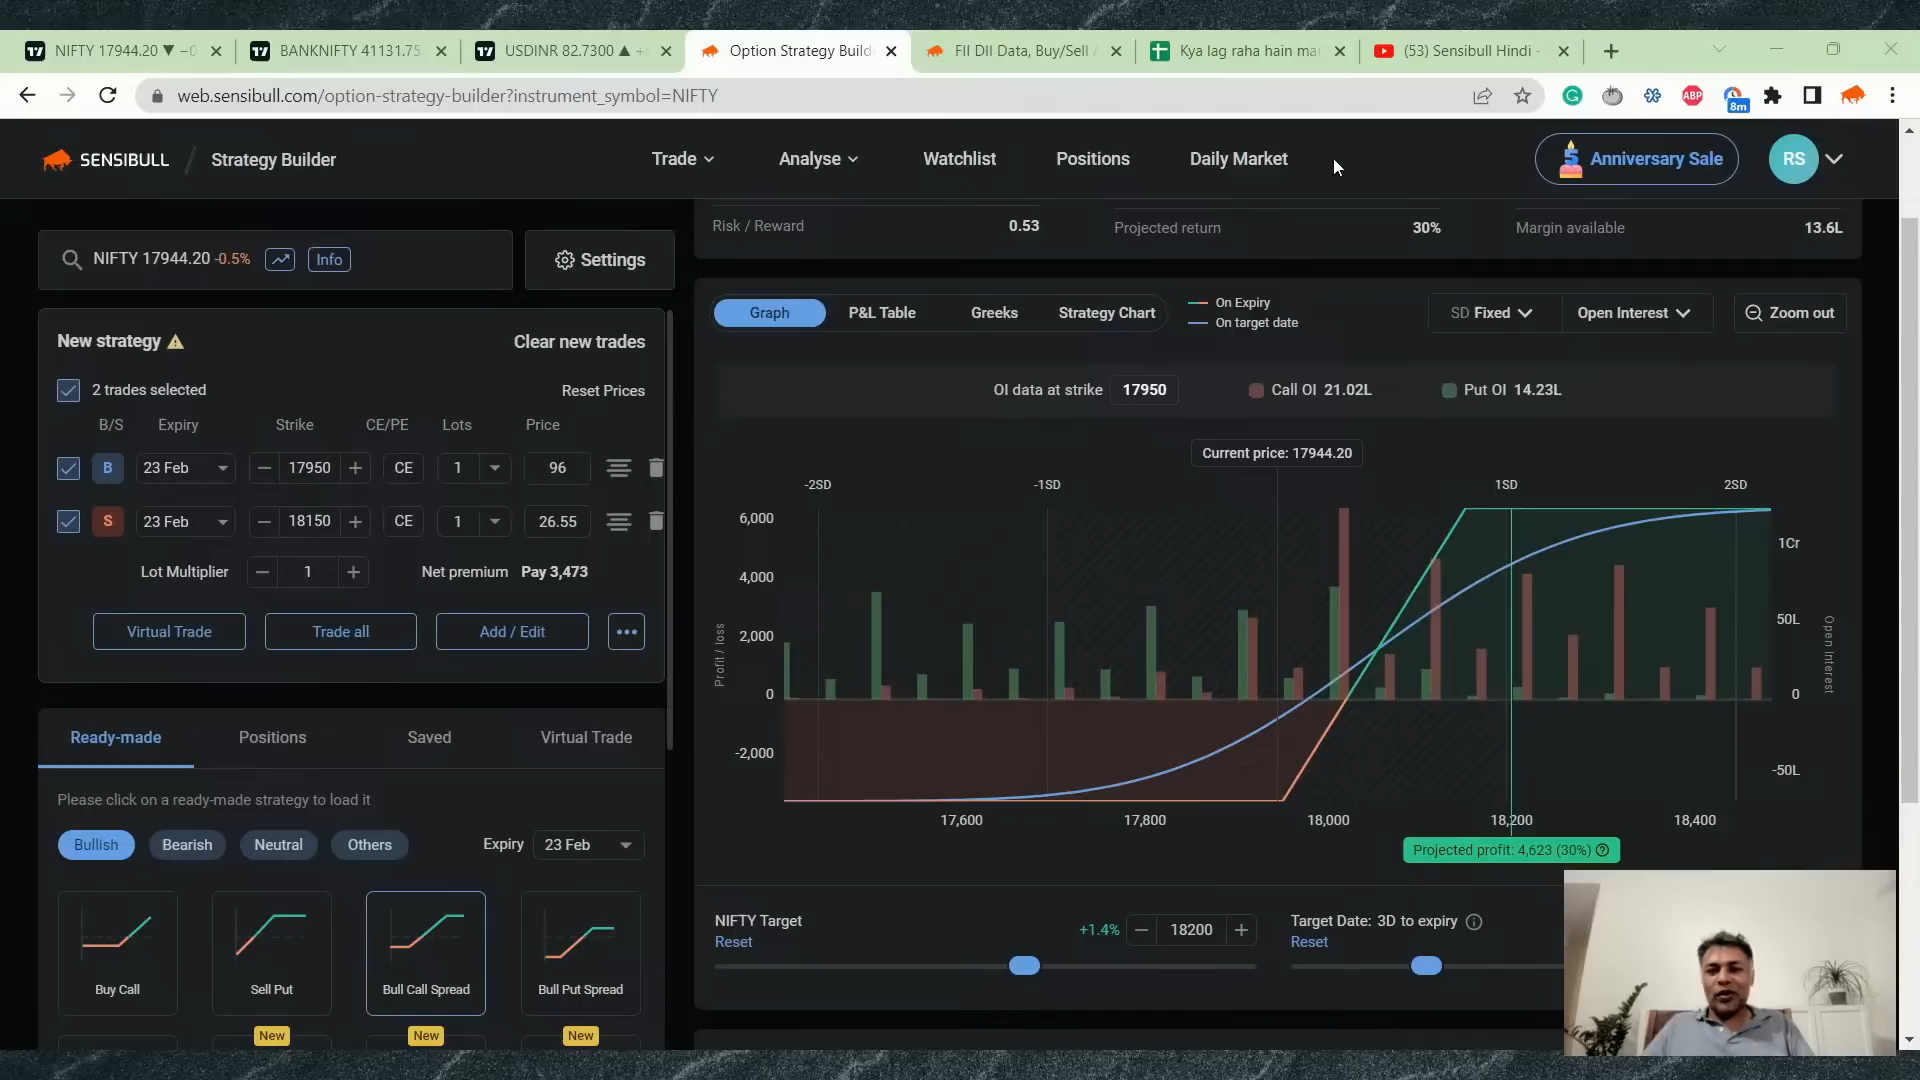 NIFTY 17944.20 ▼ −0
BANKNIFTY 41131.75
USDINR 82.7300 ▲ +
Option Strategy Builde
FII DII Data, Buy/Sell A
Kya lag raha hain ma
(53) Sensibull Hindi -
web.sensibull.com/option-strategy-builder?instrument_symbol=NIFTY
ABP
8m
SENSIBULL / Strategy Builder
Trade
Analyse
Watchlist
Positions
Daily Market
5 Anniversary Sale
RS
NIFTY 17944.20 -0.5%
Info
Settings
Risk / Reward 0.53
Projected return 30%
Margin available 13.6L
New strategy
Clear new trades
2 trades selected
Reset Prices
B/S Expiry Strike CE/PE Lots Price
B 23 Feb − 17950 + CE 1 96
S 23 Feb − 18150 + CE 1 26.55
Lot Multiplier − 1 +
Net premium Pay 3,473
Virtual Trade
Trade all
Add / Edit
•••
Ready-made
Positions
Saved
Virtual Trade
Please click on a ready-made strategy to load it
Bullish
Bearish
Neutral
Others
Expiry 23 Feb
Buy Call
Sell Put
Bull Call Spread
Bull Put Spread
New
New
New
Graph
P&L Table
Greeks
Strategy Chart
On Expiry
On target date
SD Fixed
Open Interest
Zoom out
OI data at strike 17950
Call OI 21.02L
Put OI 14.23L
Current price: 17944.20
-2SD
-1SD
1SD
2SD
6,000
4,000
2,000
0
-2,000
Profit / loss
1Cr
50L
0
-50L
Open Interest
17,600
17,800
18,000
18,200
18,400
Projected profit: 4,623 (30%)
NIFTY Target
Reset
+1.4% − 18200 +
Target Date: 3D to expiry
Reset